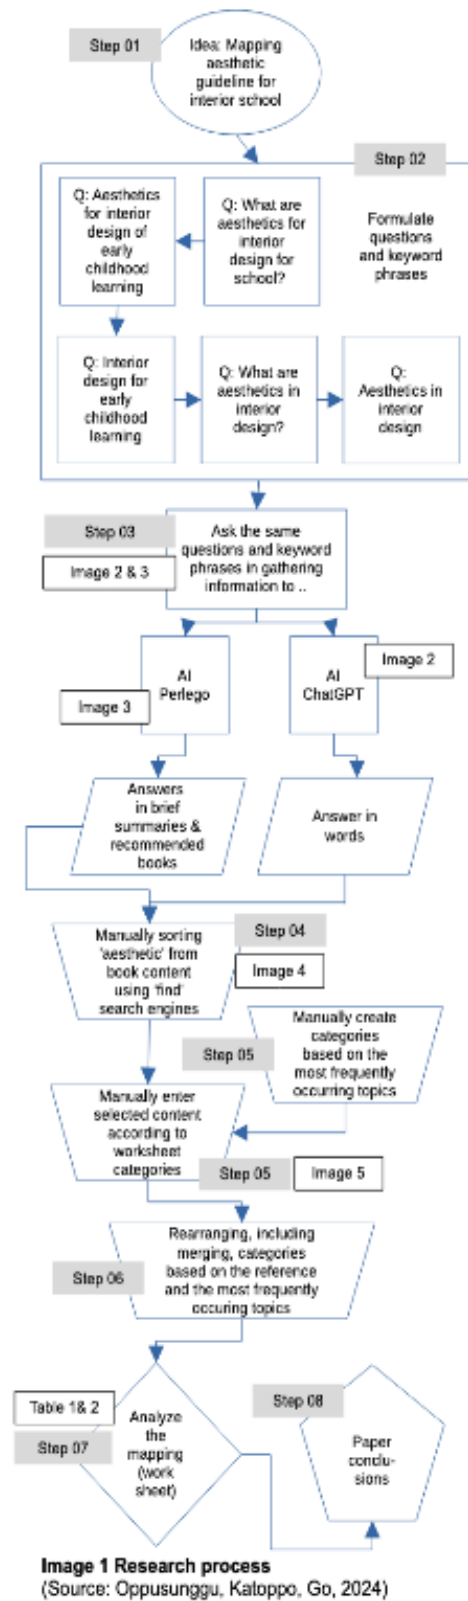 Step 01
Idea: Mapping
aesthetic
guideline for
interior school
Step 02
Formulate
questions
and keyword
phrases
Q: What are
aesthetics for
interior
design for
school?
Q: Aesthetics
for interior
design of
early
childhood
learning
Q: Interior
design for
early
childhood
learning
Q: What are
aesthetics in
interior
design?
Q:
Aesthetics in
interior
design
Step 03
Image 2 & 3
Ask the same
questions and keyword
phrases in gathering
information to ..
AI
Perlego
Image 3
AI
ChatGPT
Image 2
Answers
in brief
summaries &
recommended
books
Answer in
words
Manually sorting
'aesthetic' from
book content
using 'find'
search engines
Step 04
Image 4
Step 05
Manually create
categories
based on the
most frequently
occurring topics
Manually enter
selected content
according to
worksheet
categories
Step 05
Image 5
Rearranging, including
merging, categories
based on the reference
and the most frequently
occuring topics
Step 06
Table 1& 2
Step 07
Analyze
the
mapping
(work
sheet)
Step 08
Paper
conclu-
sions
Image 1 Research process
(Source: Oppusunggu, Katoppo, Go, 2024)